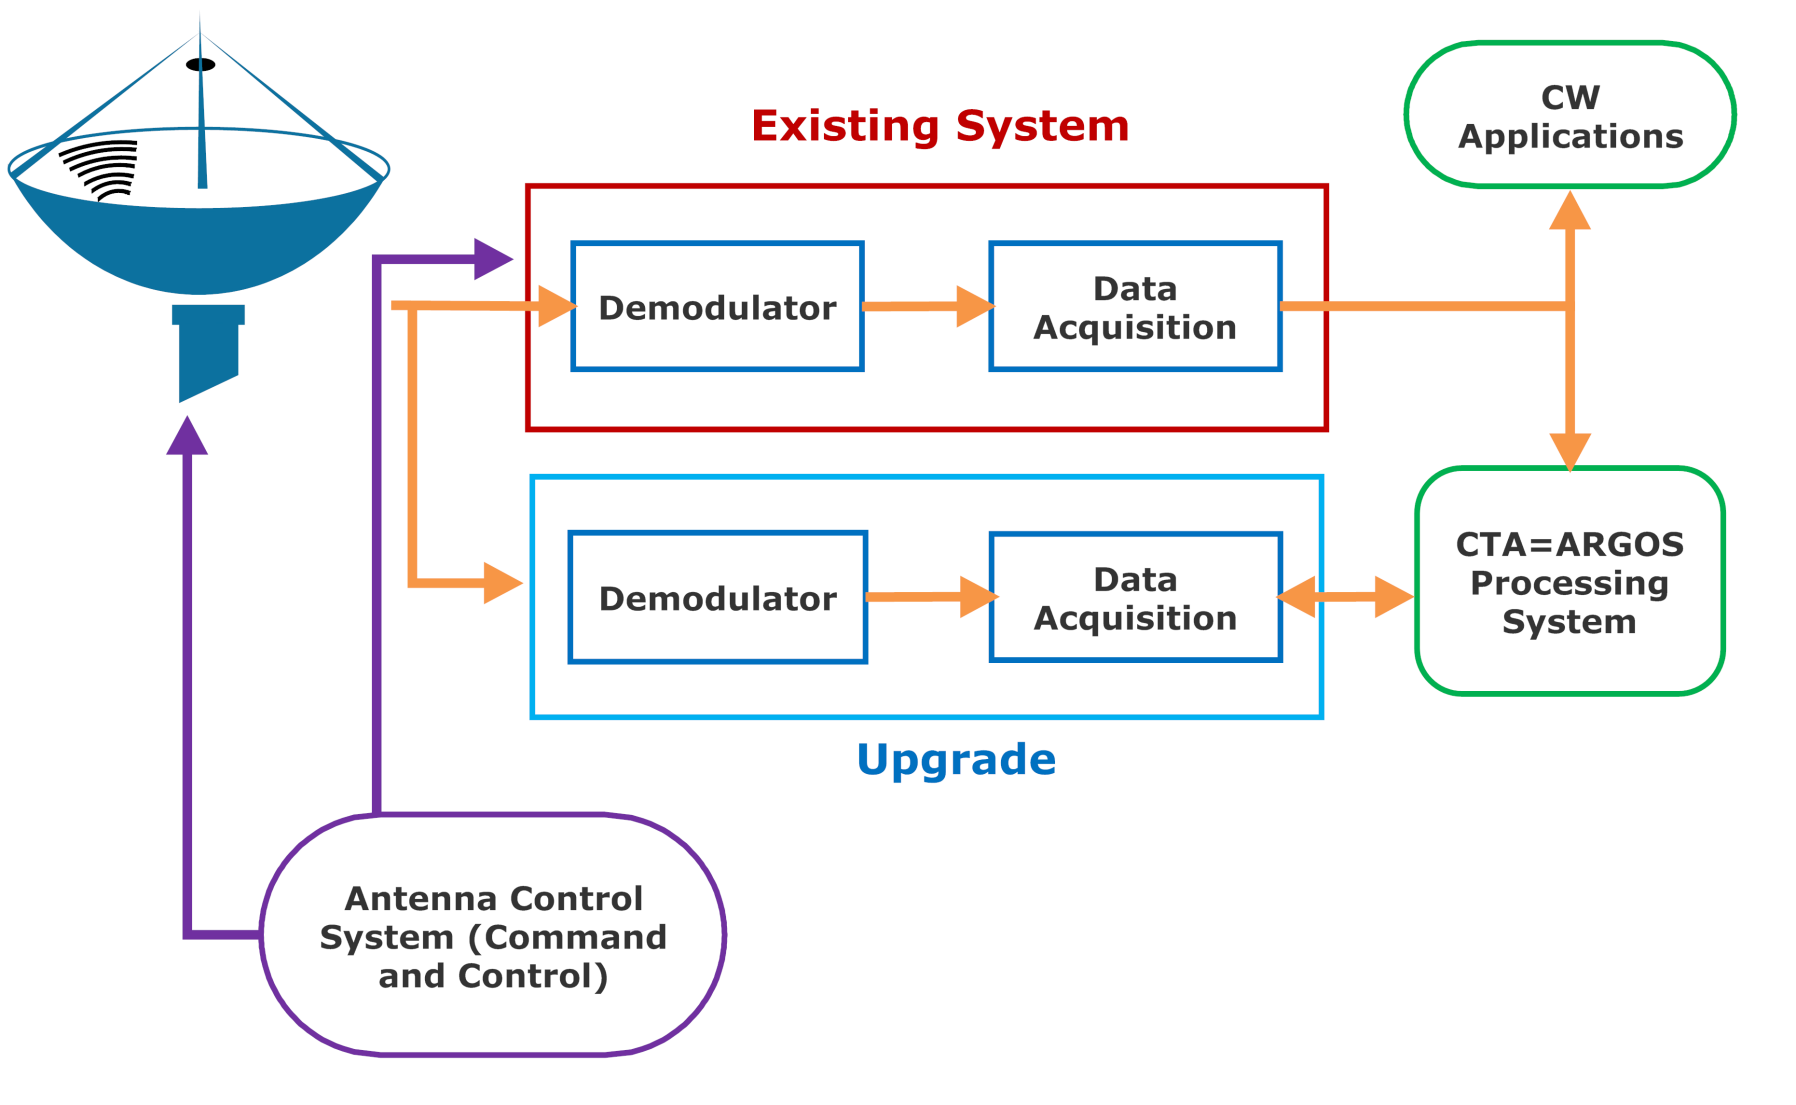 Existing System
CW
Applications
Demodulator
Data
Acquisition
Demodulator
Data
Acquisition
CTA=ARGOS
Processing
System
Upgrade
Antenna Control
System (Command
and Control)